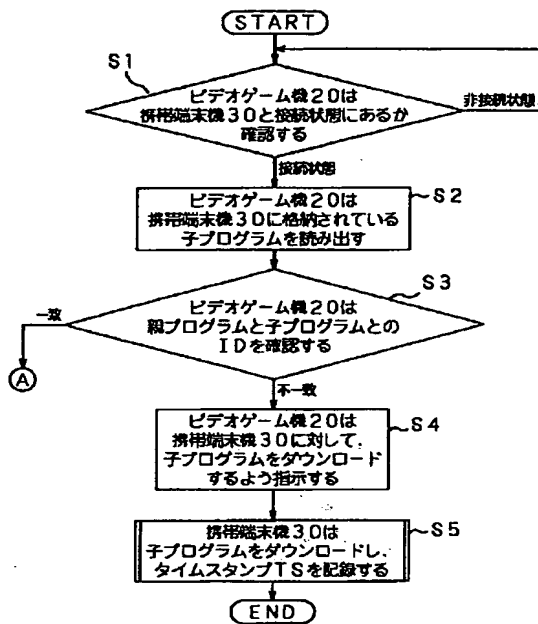 START
S1
ビデオゲーム機20は
携帯端末機30と接続状態にあるか
確認する
非接続状態
接続状態
S2
ビデオゲーム機20は
携帯端末機30に格納されている
子プログラムを読み出す
S3
ビデオゲーム機20は
親プログラムと子プログラムとの
IDを確認する
一致
A
不一致
S4
ビデオゲーム機20は
携帯端末機30に対して、
子プログラムをダウンロード
するよう指示する
S5
携帯端末機30は
子プログラムをダウンロードし、
タイムスタンプTSを記録する
END